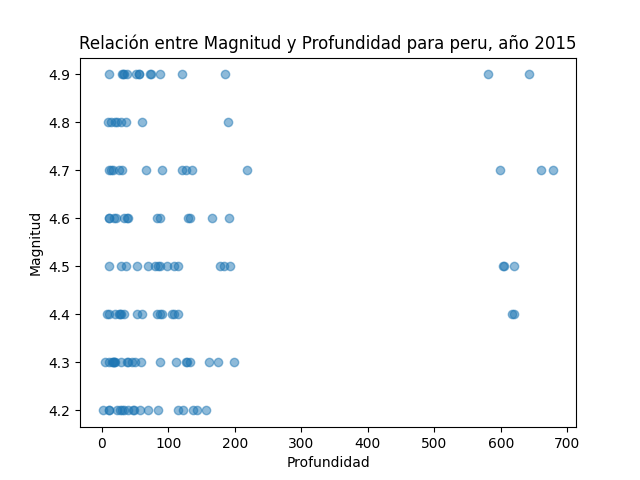 Relación entre Magnitud y Profundidad para peru, año 2015
4.9
4.8
4.7
4.6
4.5
4.4
4.3
4.2
Magnitud
0 100 200 300 400 500 600 700
Profundidad